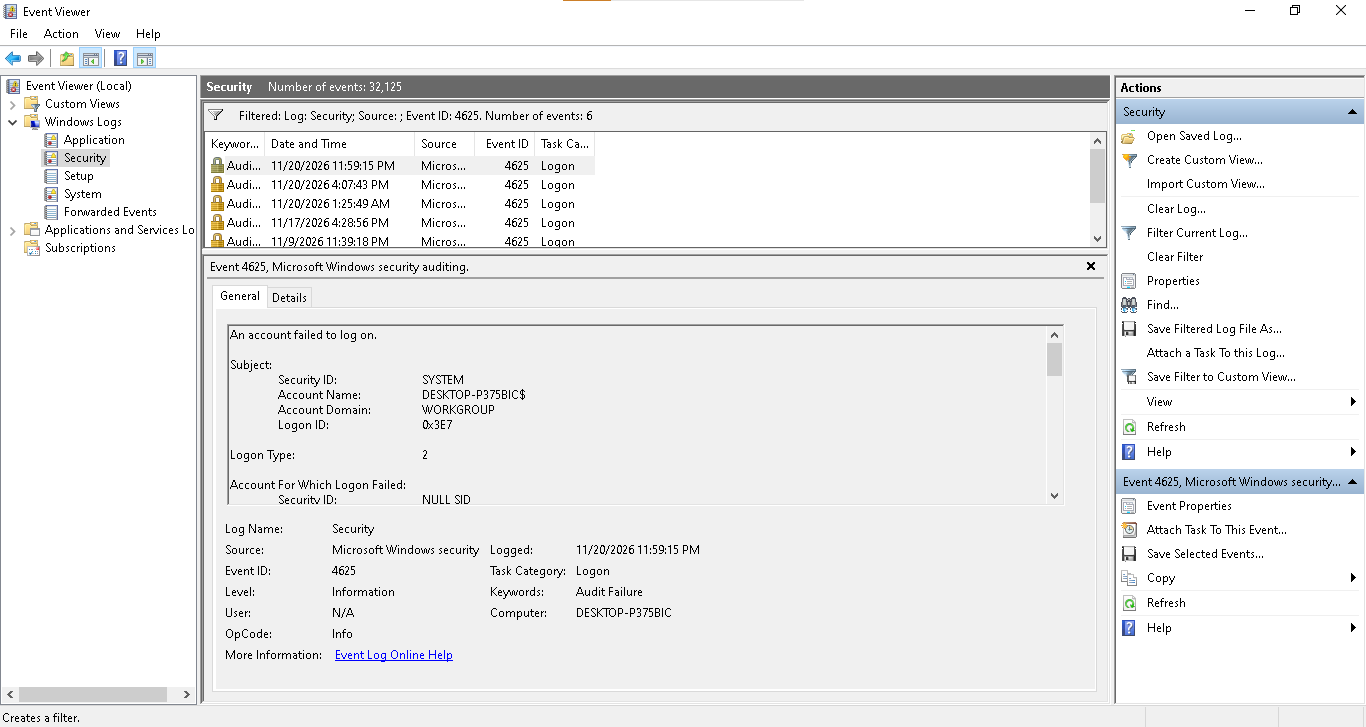 Event Viewer
File Action View Help
Event Viewer (Local)
Custom Views
Windows Logs
Application
Security
Setup
System
Forwarded Events
Applications and Services Lo
Subscriptions
Security Number of events: 32,125
Filtered: Log: Security; Source: ; Event ID: 4625. Number of events: 6
Keywor... Date and Time Source Event ID Task Ca...
Audi... 11/20/2026 11:59:15 PM Micros... 4625 Logon
Audi... 11/20/2026 4:07:43 PM Micros... 4625 Logon
Audi... 11/20/2026 1:25:49 AM Micros... 4625 Logon
Audi... 11/17/2026 4:28:56 PM Micros... 4625 Logon
Audi... 11/9/2026 11:39:18 PM Micros... 4625 Logon
Event 4625, Microsoft Windows security auditing.
General Details
An account failed to log on.
Subject:
Security ID: SYSTEM
Account Name: DESKTOP-P375BIC$
Account Domain: WORKGROUP
Logon ID: 0x3E7
Logon Type: 2
Account For Which Logon Failed:
Security ID: NULL SID
Log Name: Security
Source: Microsoft Windows security Logged: 11/20/2026 11:59:15 PM
Event ID: 4625 Task Category: Logon
Level: Information Keywords: Audit Failure
User: N/A Computer: DESKTOP-P375BIC
OpCode: Info
More Information: Event Log Online Help
Actions
Security
Open Saved Log...
Create Custom View...
Import Custom View...
Clear Log...
Filter Current Log...
Clear Filter
Properties
Find...
Save Filtered Log File As...
Attach a Task To this Log...
Save Filter to Custom View...
View
Refresh
Help
Event 4625, Microsoft Windows security...
Event Properties
Attach Task To This Event...
Save Selected Events...
Copy
Refresh
Help
Creates a filter.